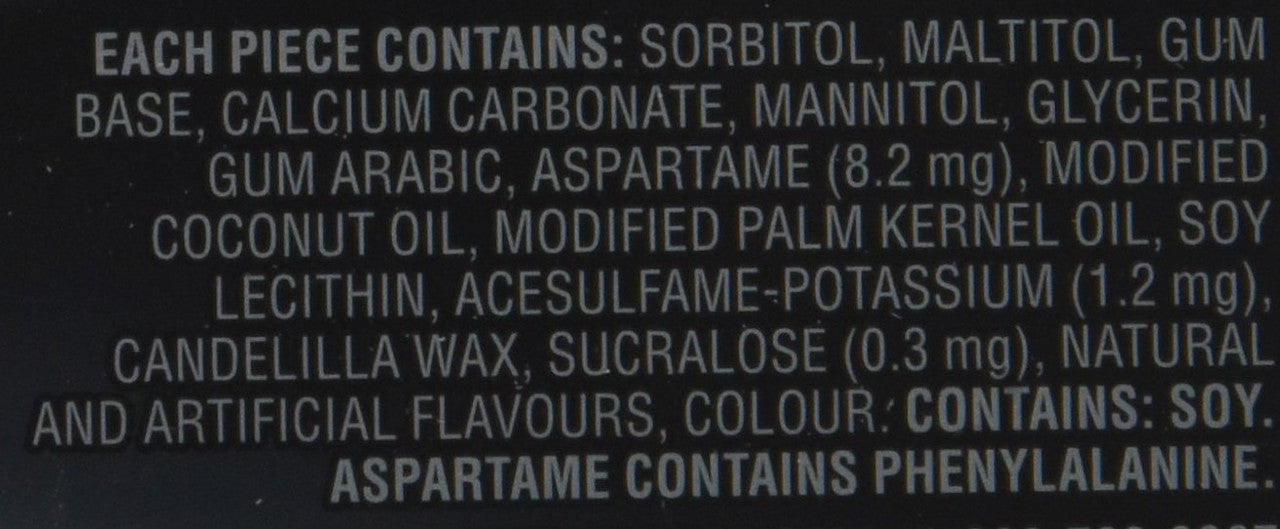 EACH PIECE CONTAINS: SORBITOL, MALTITOL, GUM
BASE, CALCIUM CARBONATE, MANNITOL, GLYCERIN,
GUM ARABIC, ASPARTAME (8.2 mg), MODIFIED
COCONUT OIL, MODIFIED PALM KERNEL OIL, SOY
LECITHIN, ACESULFAME-POTASSIUM (1.2 mg),
CANDELILLA WAX, SUCRALOSE (0.3 mg), NATURAL
AND ARTIFICIAL FLAVOURS, COLOUR. CONTAINS: SOY.
ASPARTAME CONTAINS PHENYLALANINE.